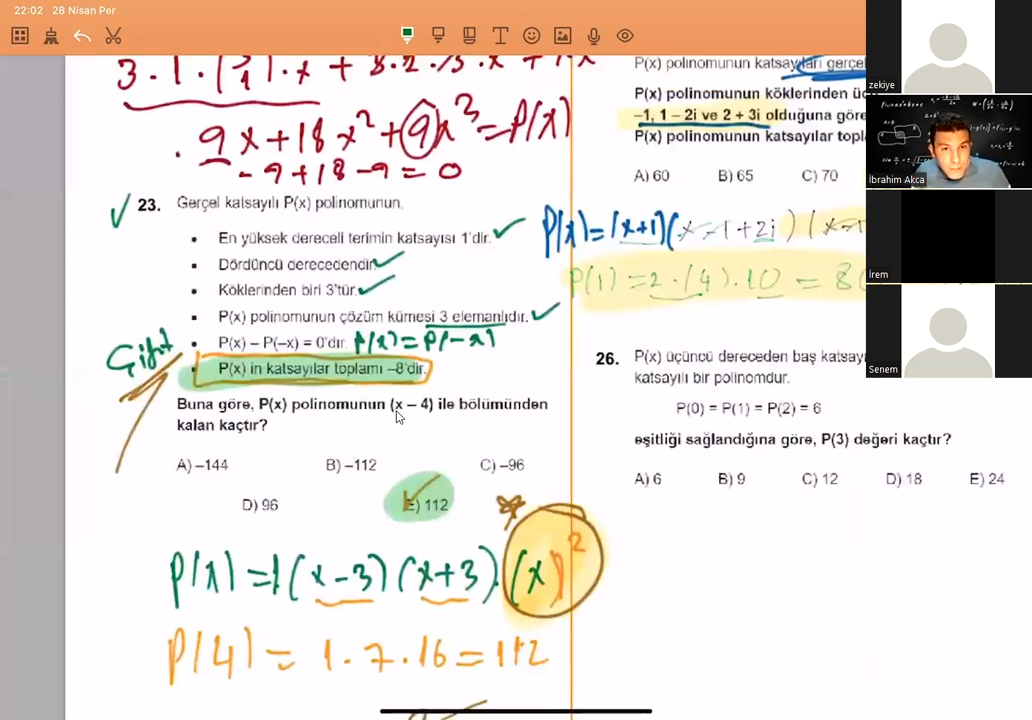 22:02 28 Nisan Per
9x + 18x² + 9x³ = P(x)
-9 + 18 - 9 = 0
23. Gerçel katsayılı P(x) polinomunun,
• En yüksek dereceli terimin katsayısı 1'dir.
• Dördüncü derecedendir.
• Köklerinden biri 3'tür.
• P(x) polinomunun çözüm kümesi 3 elemanlıdır.
• P(x) – P(–x) = 0'dır. P(x) = P(-x)
Çift
• P(x) in katsayılar toplamı –8'dir.
Buna göre, P(x) polinomunun (x – 4) ile bölümünden
kalan kaçtır?
A) –144 B) –112 C) –96
D) 96 E) 112
P(x) = 1(x-3)(x+3).(x)²
P(4) = 1.7.16 = 112
P(x) polinomunun katsayıları gerçel
P(x) polinomunun köklerinden
–1, 1 – 2i ve 2 + 3i olduğuna göre
P(x) polinomunun katsayılar
A) 60 B) 65 C) 70
P(x) = (x+1)(x-1+2i)(x-
P(1) = 2.(4).10 = 80
26. P(x) üçüncü dereceden baş
katsayılı bir polinomdur.
P(0) = P(1) = P(2) = 6
eşitliği sağlandığına göre, P(3) değeri kaçtır?
A) 6 B) 9 C) 12 D) 18 E) 24
zekiye
İbrahim Akca
İrem
Senem